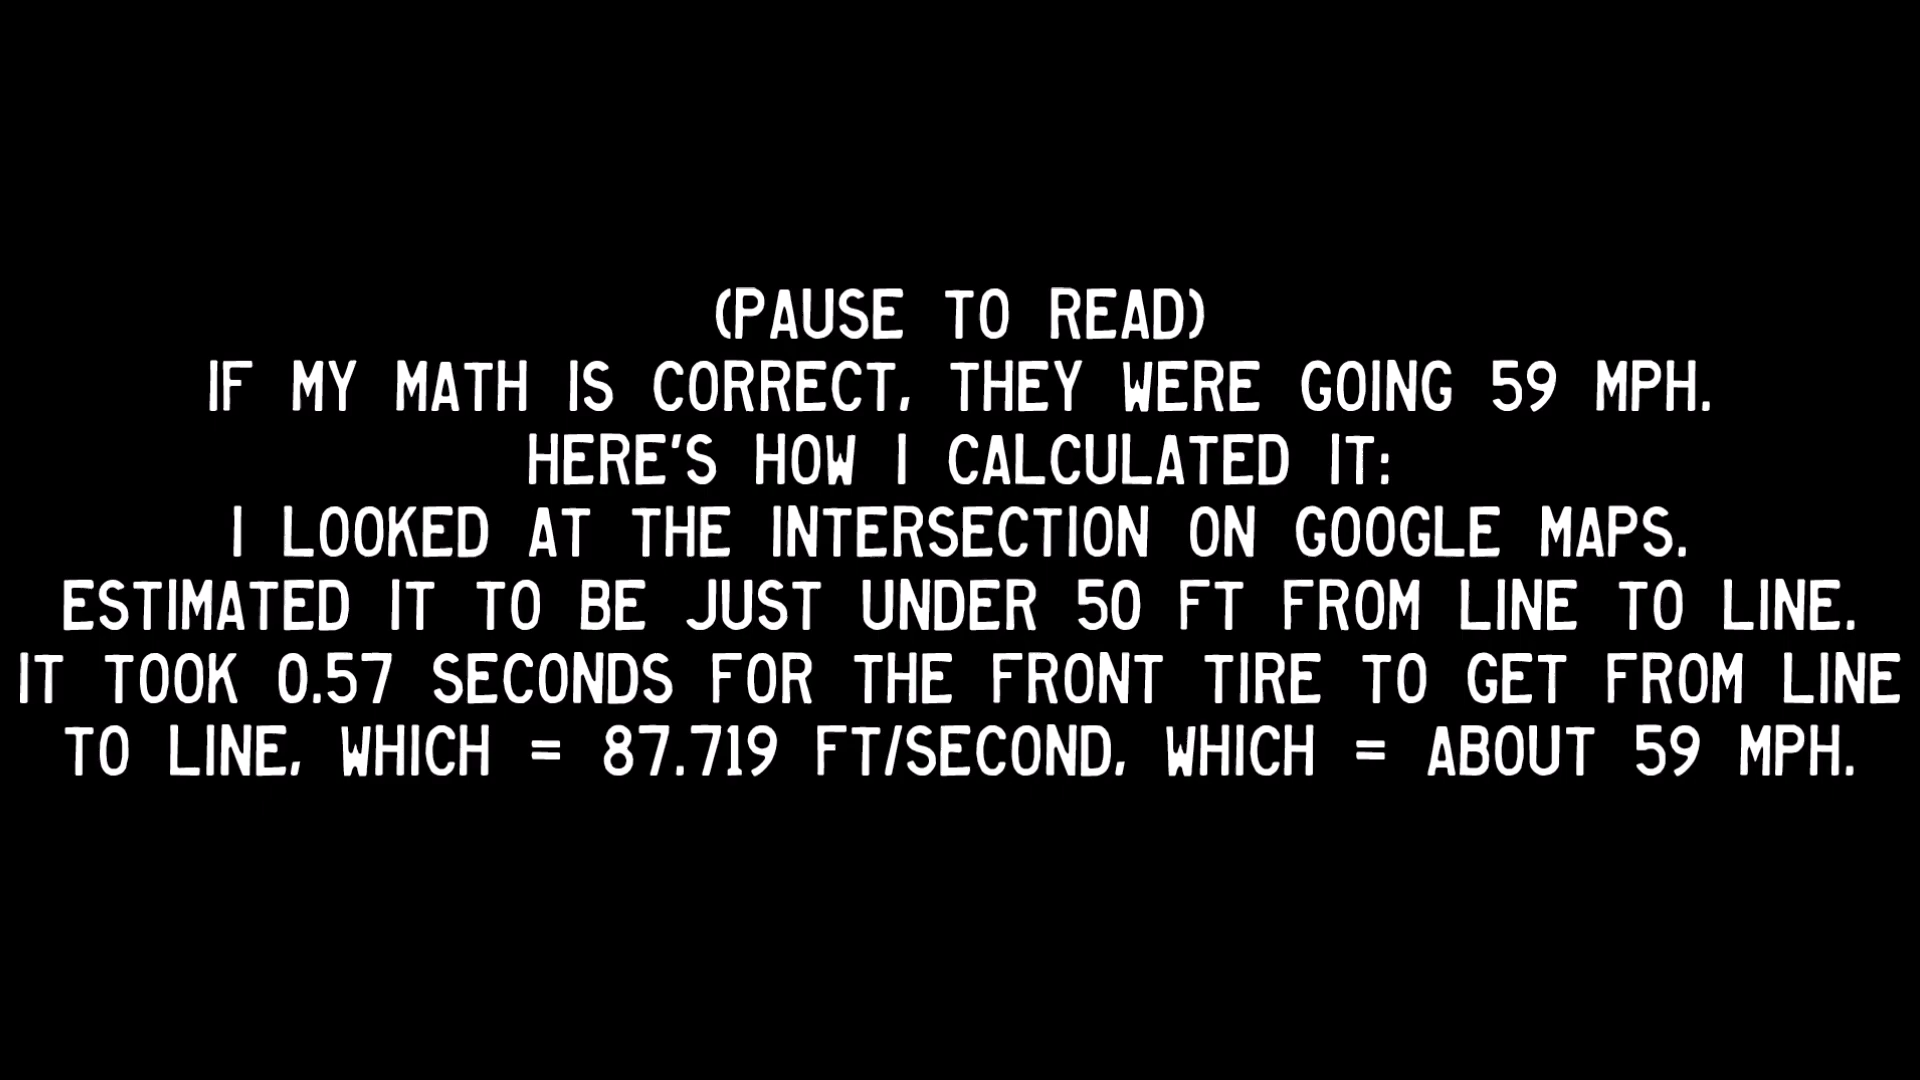 (PAUSE TO READ)
IF MY MATH IS CORRECT, THEY WERE GOING 59 MPH.
HERE'S HOW I CALCULATED IT:
I LOOKED AT THE INTERSECTION ON GOOGLE MAPS.
ESTIMATED IT TO BE JUST UNDER 50 FT FROM LINE TO LINE.
IT TOOK 0.57 SECONDS FOR THE FRONT TIRE TO GET FROM LINE
TO LINE, WHICH = 87.719 FT/SECOND, WHICH = ABOUT 59 MPH.